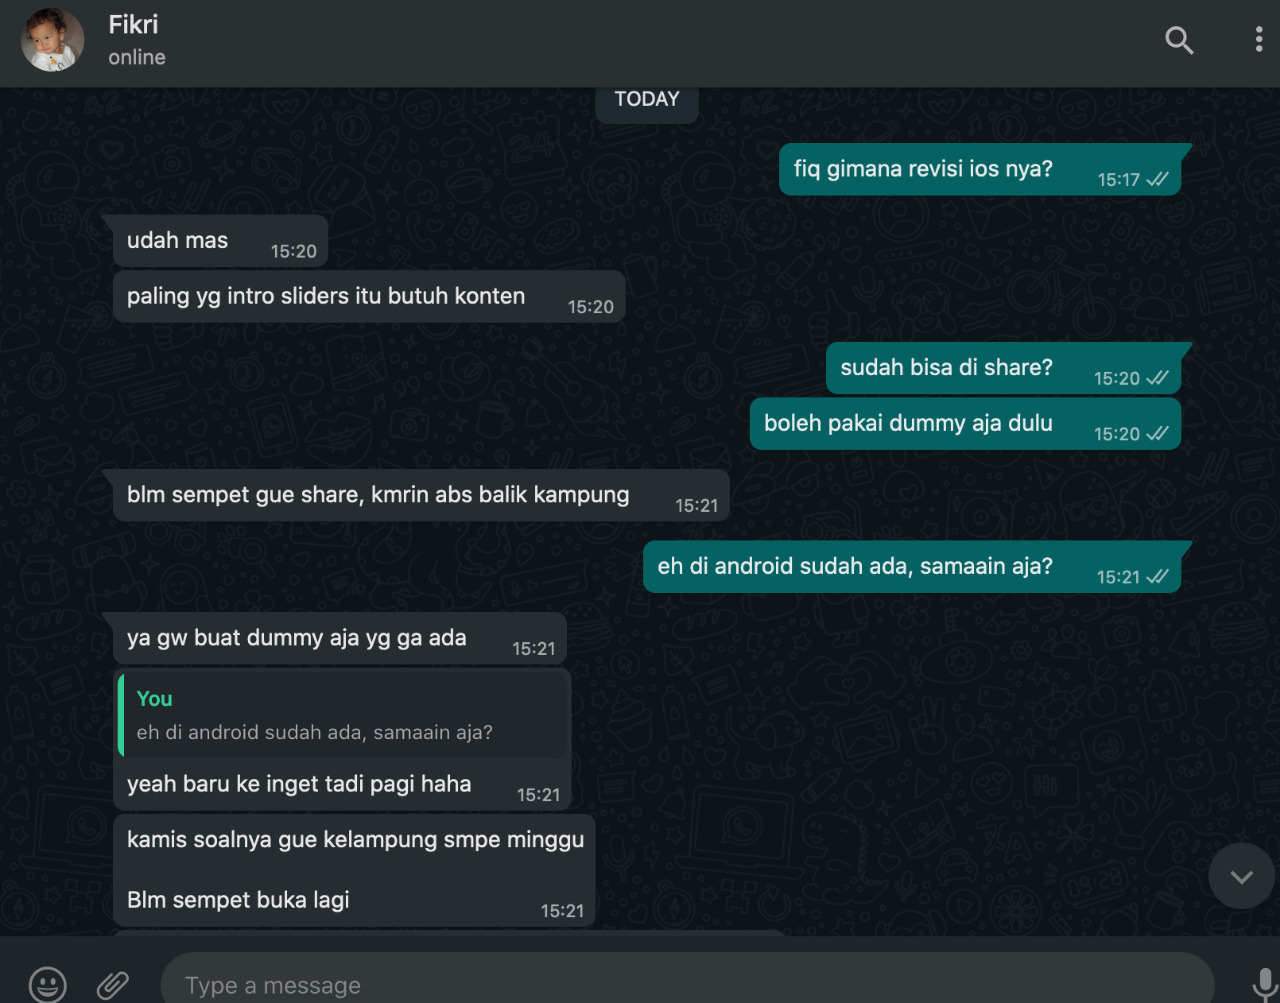 Fikri
online
TODAY
fiq gimana revisi ios nya?
15:17
udah mas
15:20
paling yg intro sliders itu butuh konten
15:20
sudah bisa di share?
15:20
boleh pakai dummy aja dulu
15:20
blm sempet gue share, kmrin abs balik kampung
15:21
eh di android sudah ada, samaain aja?
15:21
ya gw buat dummy aja yg ga ada
15:21
You
eh di android sudah ada, samaain aja?
yeah baru ke inget tadi pagi haha
15:21
kamis soalnya gue kelampung smpe minggu
Blm sempet buka lagi
15:21
Type a message